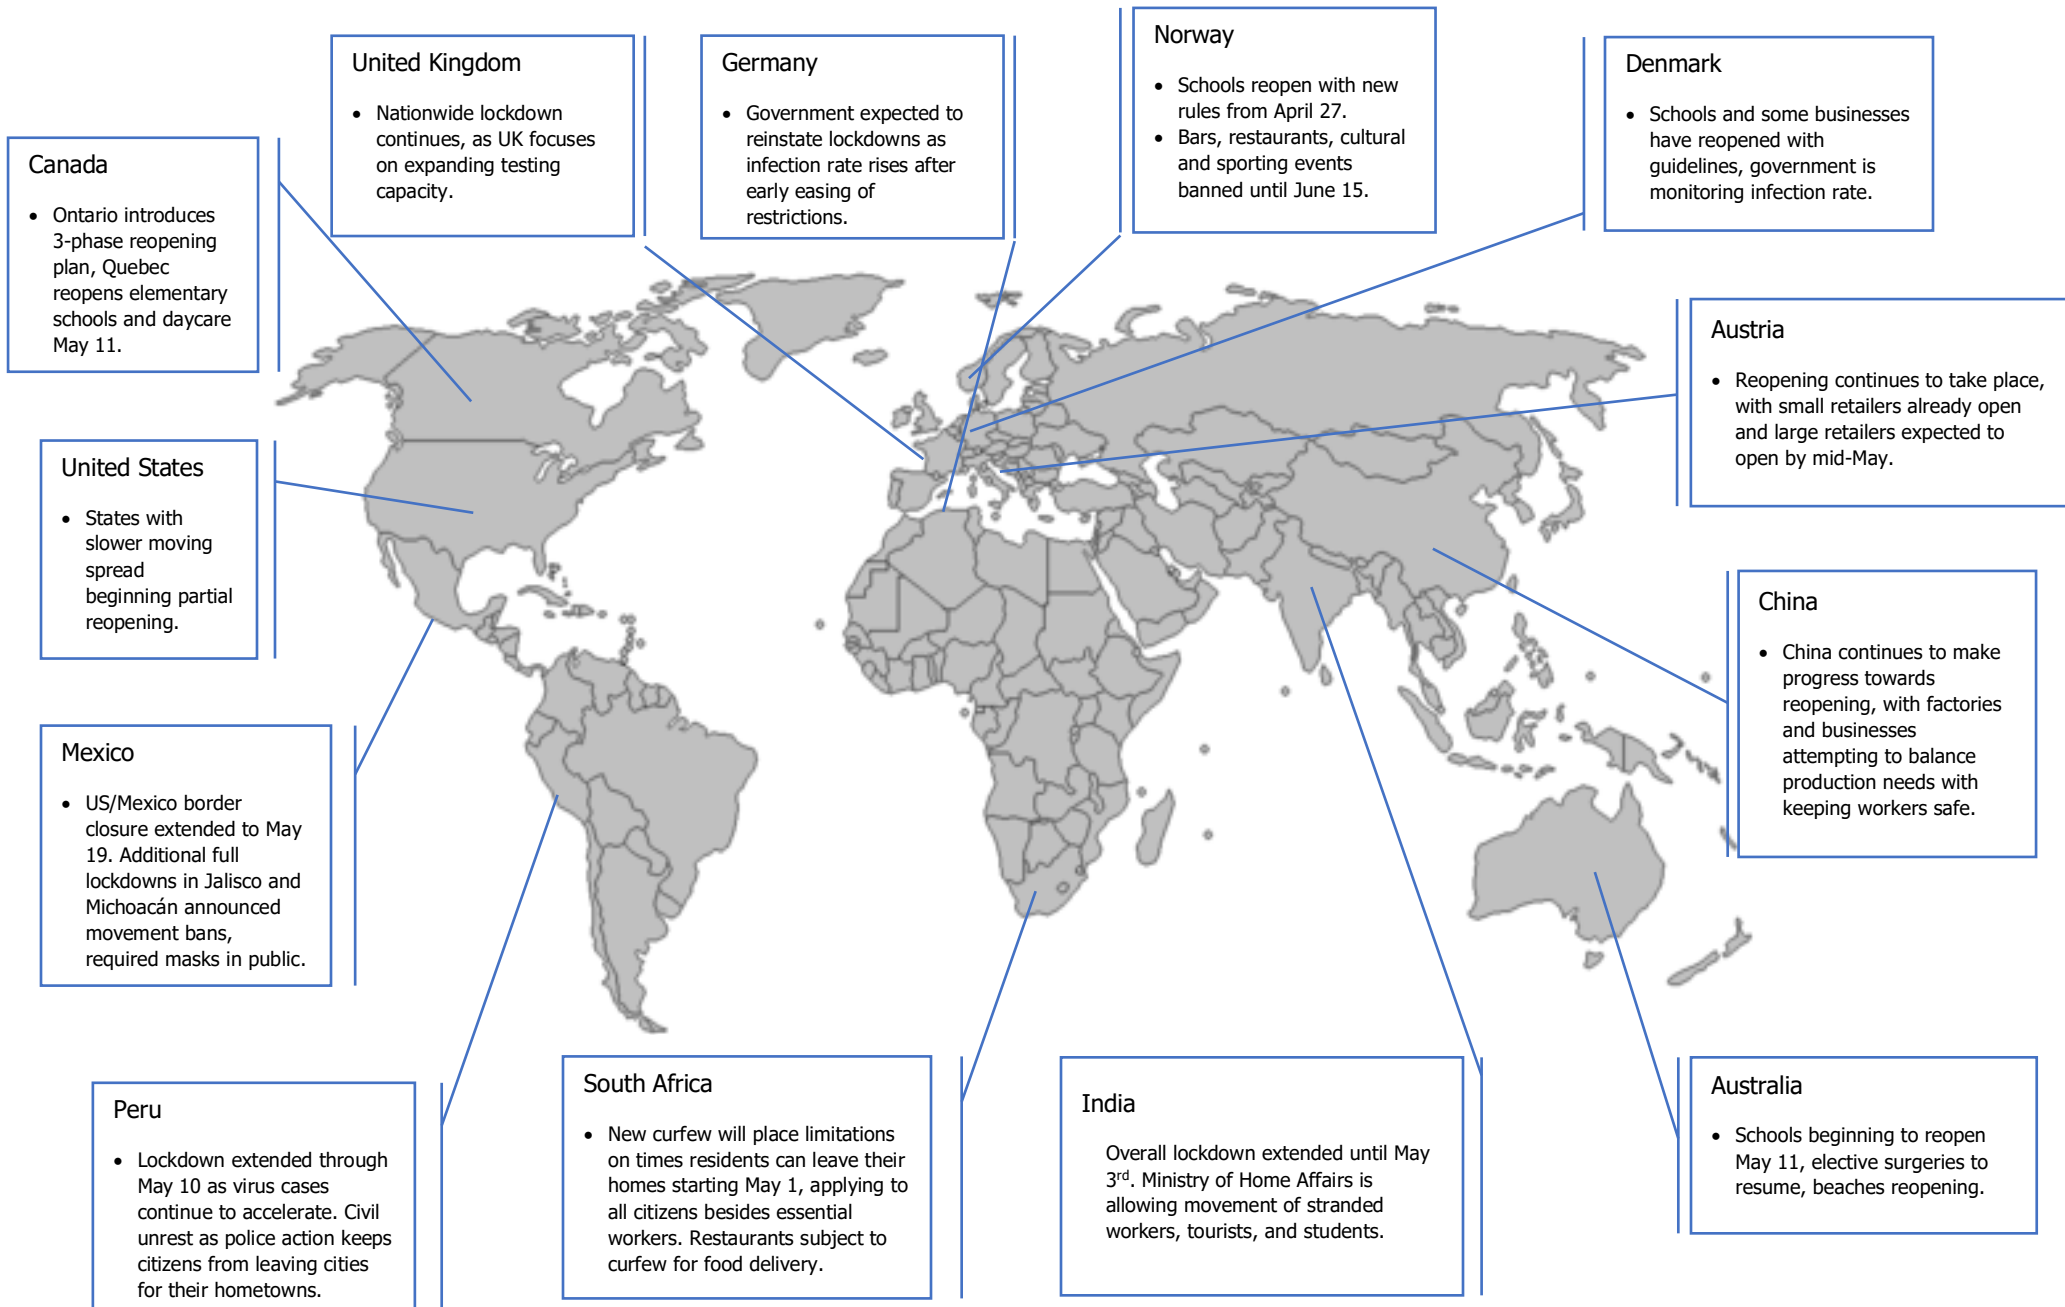 Canada
• Ontario introduces
3-phase reopening
plan, Quebec
reopens elementary
schools and daycare
May 11.
United Kingdom
• Nationwide lockdown
continues, as UK focuses
on expanding testing
capacity.
Germany
• Government expected to
reinstate lockdowns as
infection rate rises after
early easing of
restrictions.
Norway
• Schools reopen with new
rules from April 27.
• Bars, restaurants, cultural
and sporting events
banned until June 15.
Denmark
• Schools and some businesses
have reopened with
guidelines, government is
monitoring infection rate.
Austria
• Reopening continues to take place,
with small retailers already open
and large retailers expected to
open by mid-May.
United States
• States with
slower moving
spread
beginning partial
reopening.
China
• China continues to make
progress towards
reopening, with factories
and businesses
attempting to balance
production needs with
keeping workers safe.
Mexico
• US/Mexico border
closure extended to May
19. Additional full
lockdowns in Jalisco and
Michoacán announced
movement bans,
required masks in public.
Peru
• Lockdown extended through
May 10 as virus cases
continue to accelerate. Civil
unrest as police action keeps
citizens from leaving cities
for their hometowns.
South Africa
• New curfew will place limitations
on times residents can leave their
homes starting May 1, applying to
all citizens besides essential
workers. Restaurants subject to
curfew for food delivery.
India
Overall lockdown extended until May
3rd. Ministry of Home Affairs is
allowing movement of stranded
workers, tourists, and students.
Australia
• Schools beginning to reopen
May 11, elective surgeries to
resume, beaches reopening.